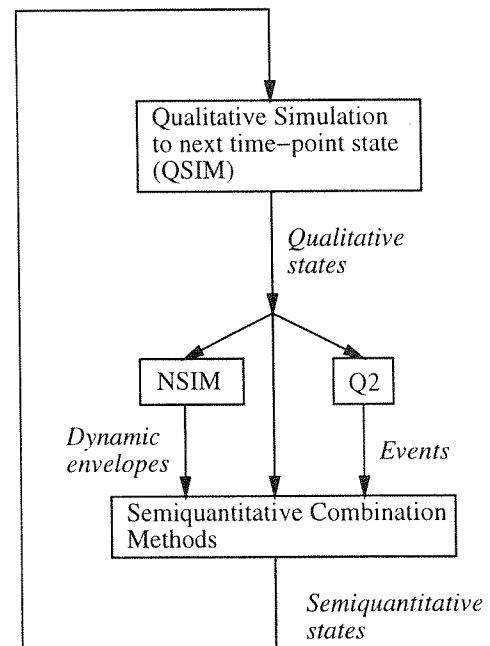 Qualitative Simulation
to next time−point state
(QSIM)
Qualitative
states
NSIM
Q2
Dynamic
envelopes
Events
Semiquantitative Combination
Methods
Semiquantitative
states